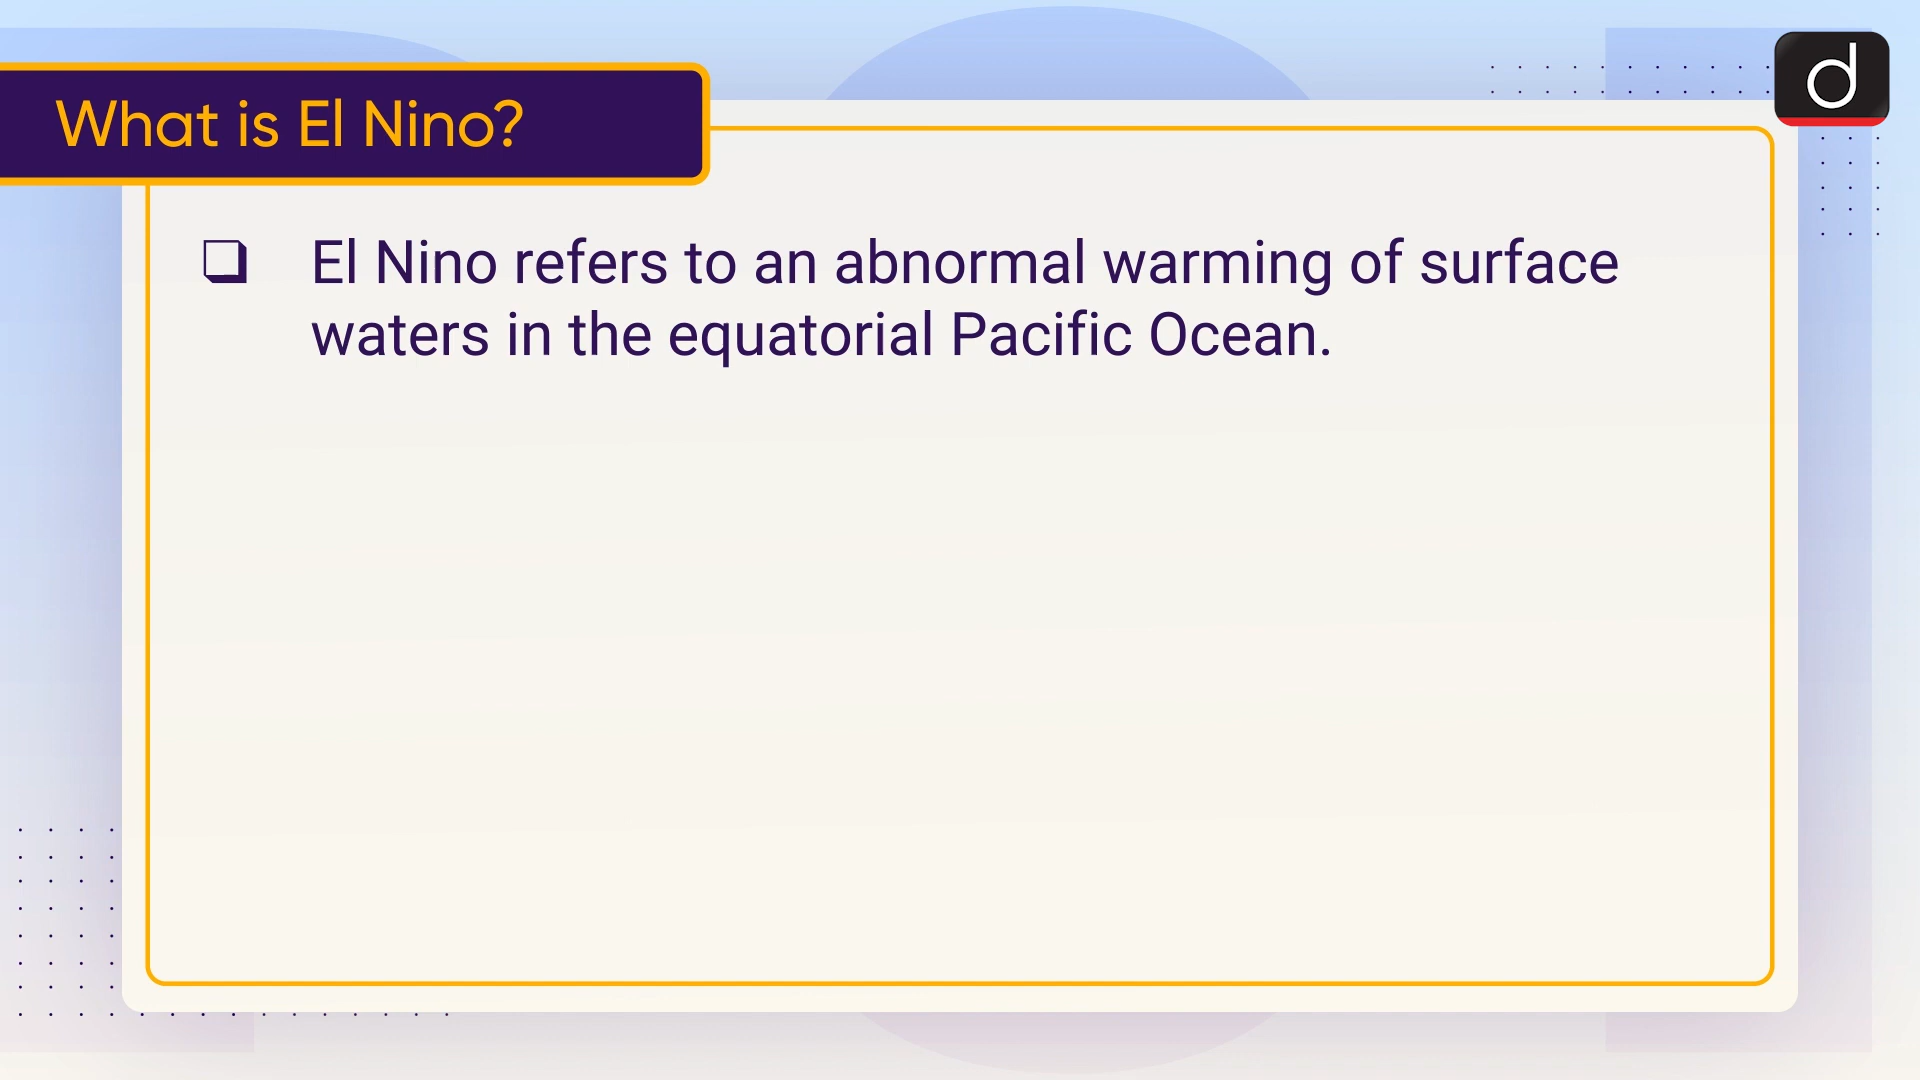 What is El Nino?
d
❑ El Nino refers to an abnormal warming of surface
waters in the equatorial Pacific Ocean.